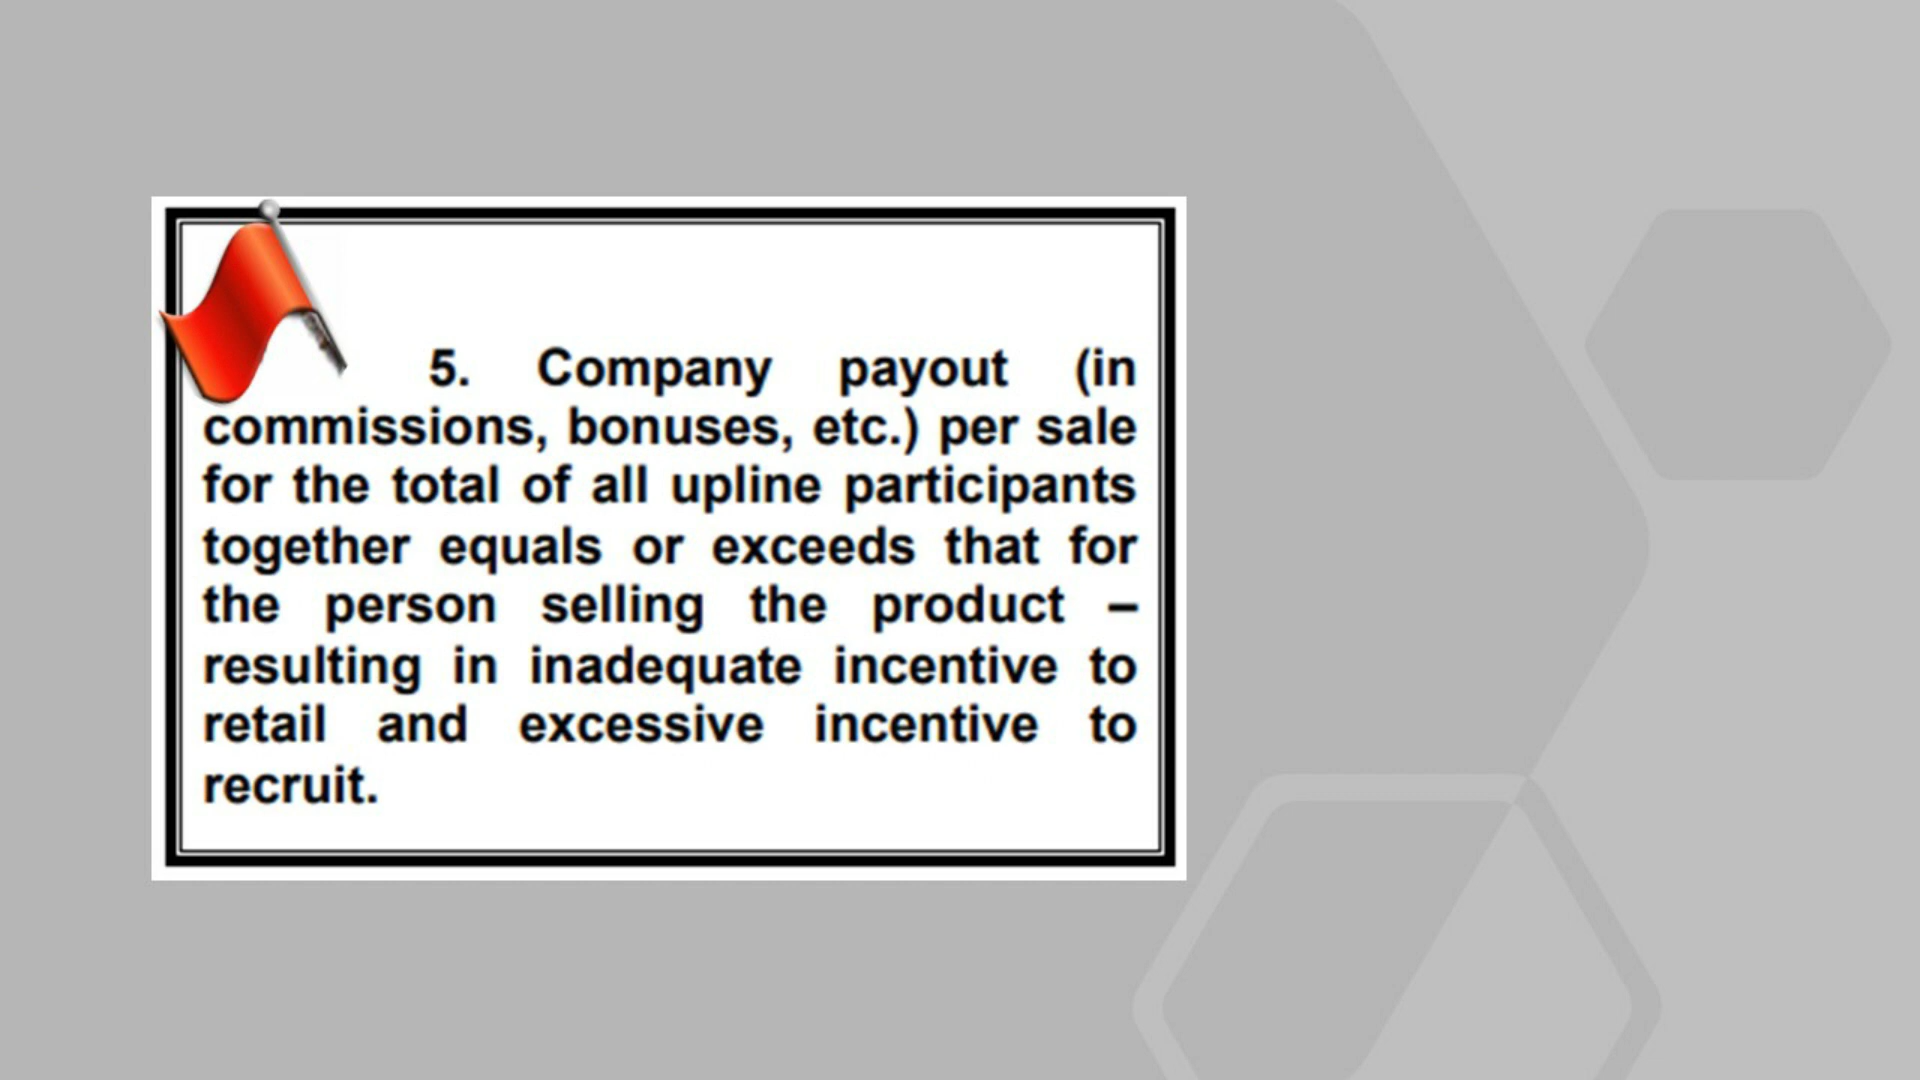 5. Company payout (in
commissions, bonuses, etc.) per sale
for the total of all upline participants
together equals or exceeds that for
the person selling the product –
resulting in inadequate incentive to
retail and excessive incentive to
recruit.